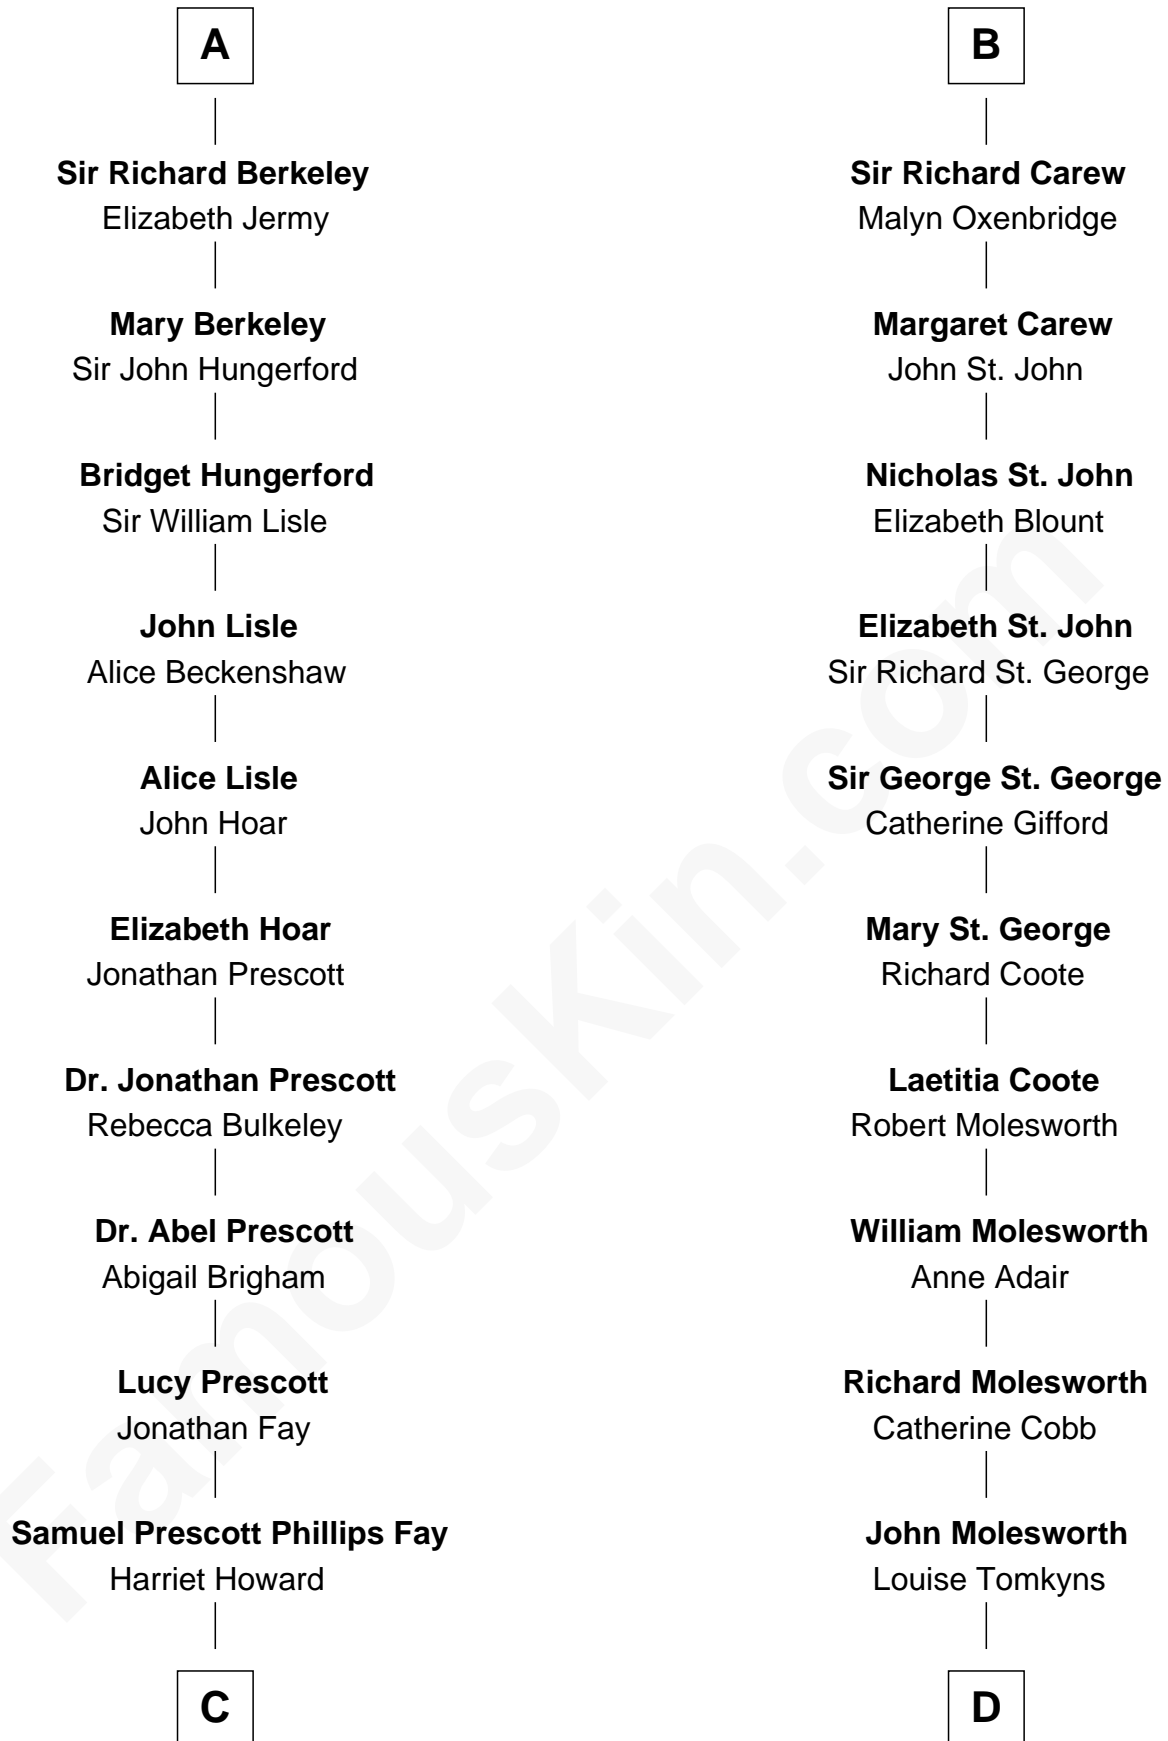 A
Sir Richard Berkeley
Elizabeth Jermy
Mary Berkeley
Sir John Hungerford
Bridget Hungerford
Sir William Lisle
John Lisle
Alice Beckenshaw
Alice Lisle
John Hoar
Elizabeth Hoar
Jonathan Prescott
Dr. Jonathan Prescott
Rebecca Bulkeley
Dr. Abel Prescott
Abigail Brigham
Lucy Prescott
Jonathan Fay
Samuel Prescott Phillips Fay
Harriet Howard
C
B
Sir Richard Carew
Malyn Oxenbridge
Margaret Carew
John St. John
Nicholas St. John
Elizabeth Blount
Elizabeth St. John
Sir Richard St. George
Sir George St. George
Catherine Gifford
Mary St. George
Richard Coote
Laetitia Coote
Robert Molesworth
William Molesworth
Anne Adair
Richard Molesworth
Catherine Cobb
John Molesworth
Louise Tomkyns
D
FamousKin.com